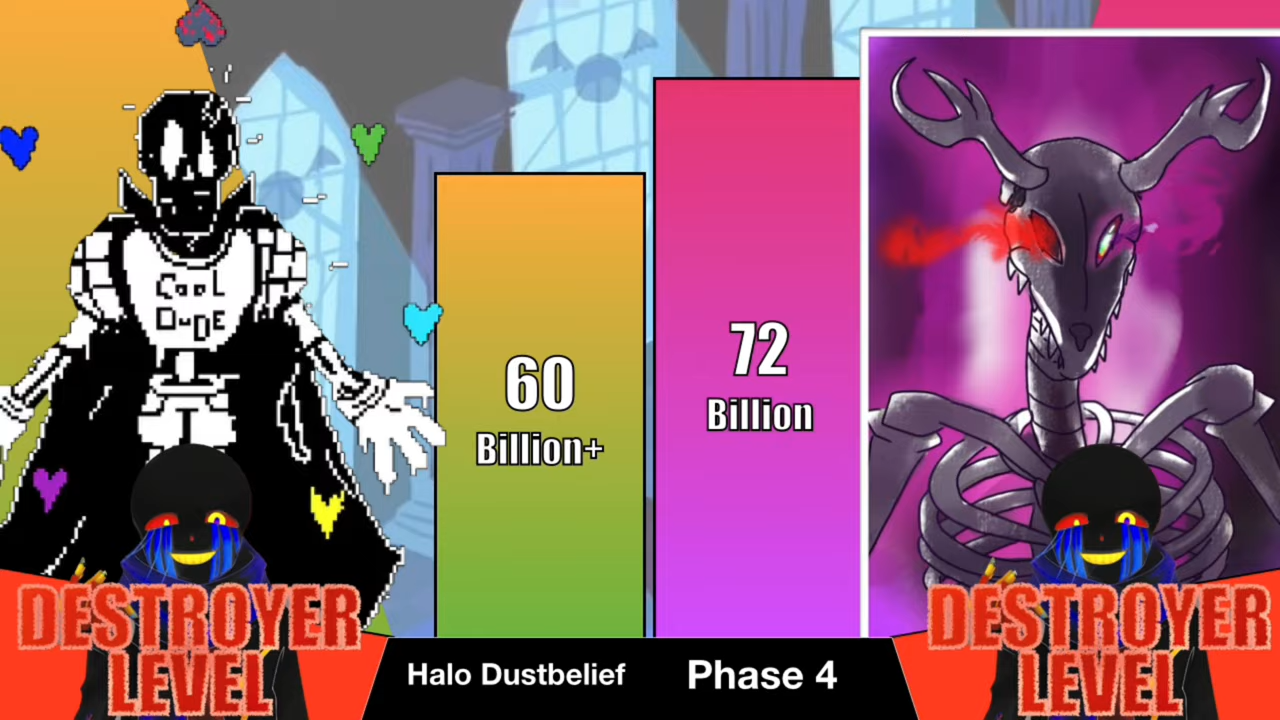 CooL
DuDE
60
Billion+
72
Billion
DESTROYER
LEVEL
Halo Dustbelief
Phase 4
DESTROYER
LEVEL